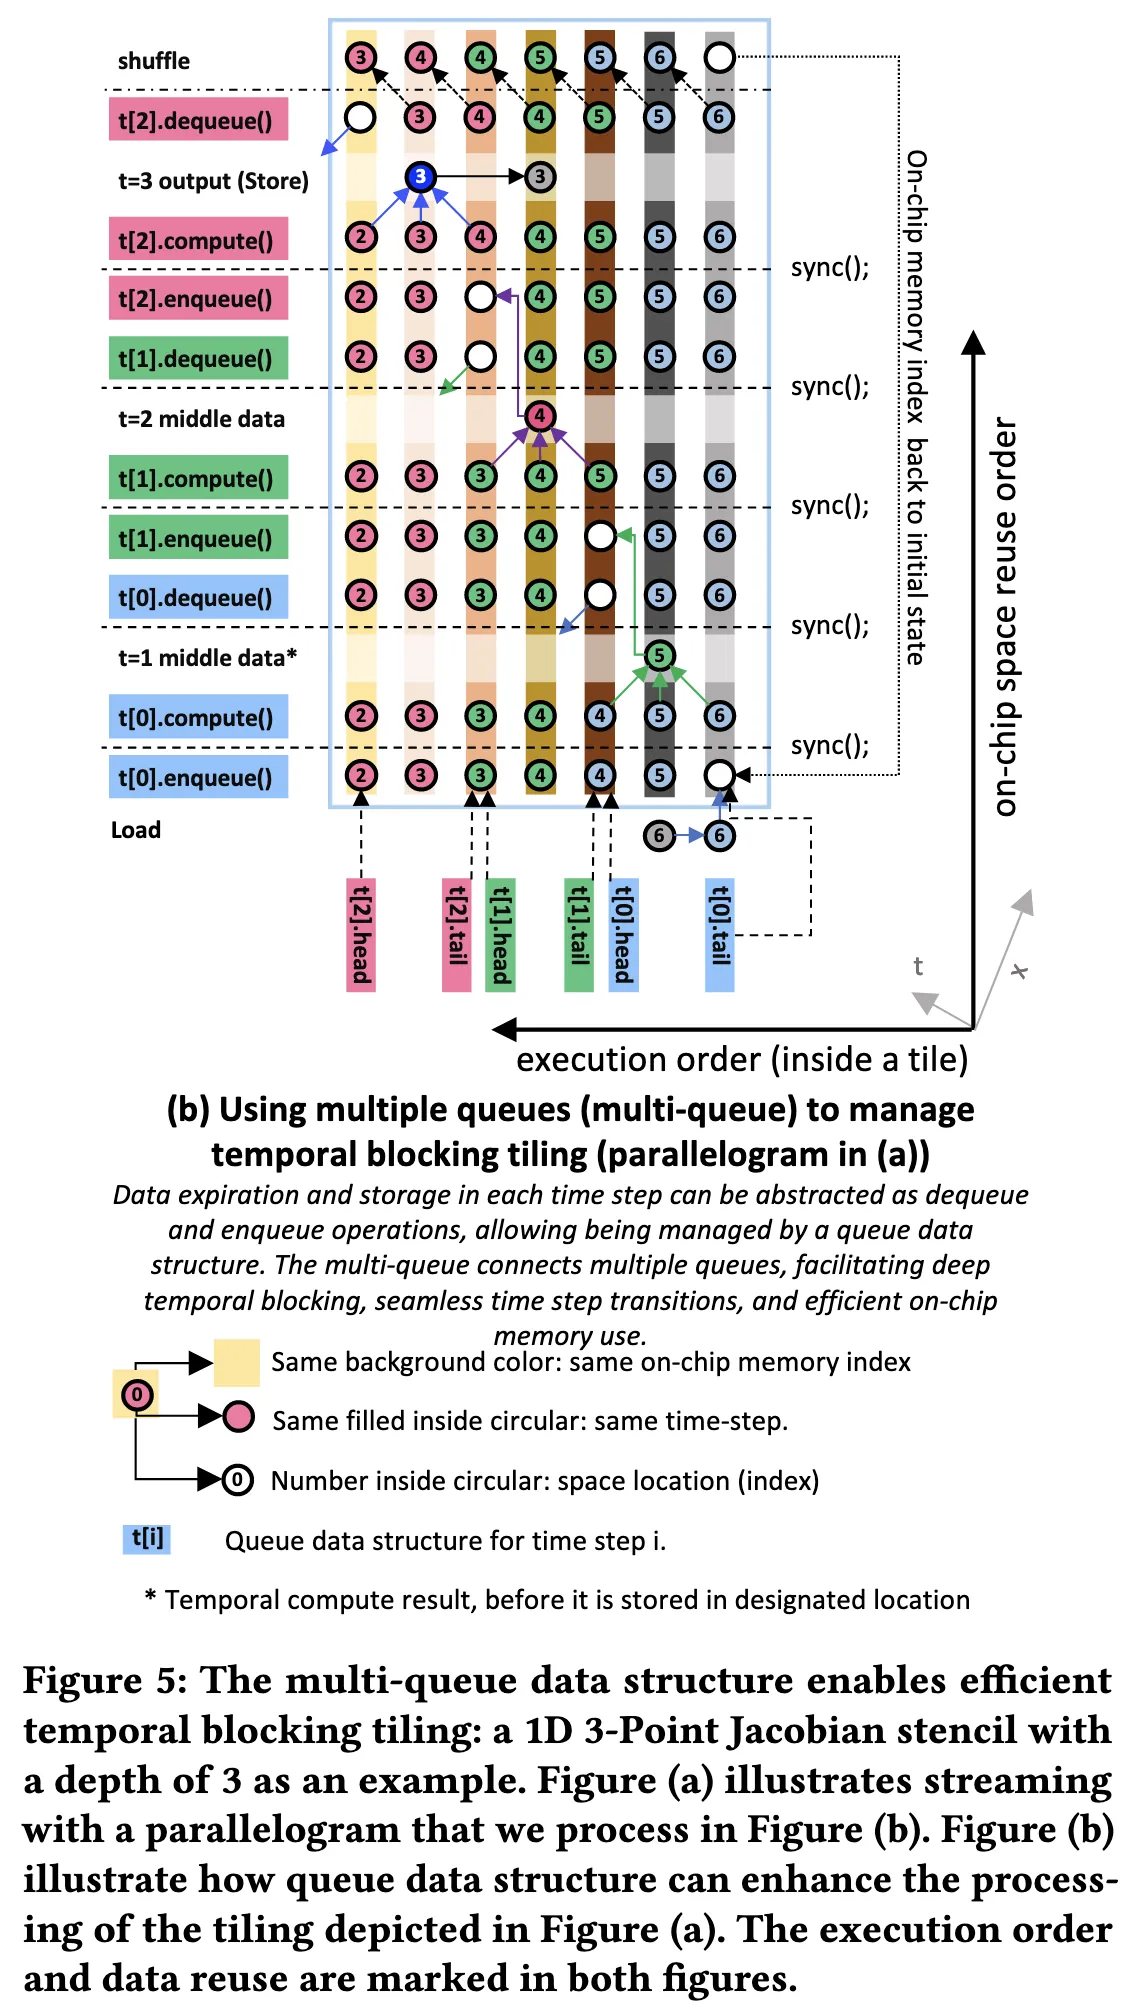 shuffle 3 4 4 5 5 6
t[2].dequeue() 3 4 4 5 5 6
t=3 output (Store) 3 3
t[2].compute() 2 3 4 4 5 5 6
sync();
t[2].enqueue() 2 3 4 5 5 6
t[1].dequeue() 2 3 4 5 5 6
sync();
t=2 middle data 4
t[1].compute() 2 3 3 4 5 5 6
sync();
t[1].enqueue() 2 3 3 4 5 6
t[0].dequeue() 2 3 3 4 5 6
sync();
t=1 middle data* 5
t[0].compute() 2 3 3 4 4 5 6
sync();
t[0].enqueue() 2 3 3 4 4 5
Load 6 6
t[2].head
t[2].tail
t[1].head
t[1].tail
t[0].head
t[0].tail
On-chip memory index back to initial state
on-chip space reuse order
t
x
execution order (inside a tile)
(b) Using multiple queues (multi-queue) to manage
temporal blocking tiling (parallelogram in (a))
Data expiration and storage in each time step can be abstracted as dequeue
and enqueue operations, allowing being managed by a queue data
structure. The multi-queue connects multiple queues, facilitating deep
temporal blocking, seamless time step transitions, and efficient on-chip
memory use.
Same background color: same on-chip memory index
0
Same filled inside circular: same time-step.
0 Number inside circular: space location (index)
t[i] Queue data structure for time step i.
* Temporal compute result, before it is stored in designated location
Figure 5: The multi-queue data structure enables efficient
temporal blocking tiling: a 1D 3-Point Jacobian stencil with
a depth of 3 as an example. Figure (a) illustrates streaming
with a parallelogram that we process in Figure (b). Figure (b)
illustrate how queue data structure can enhance the process-
ing of the tiling depicted in Figure (a). The execution order
and data reuse are marked in both figures.